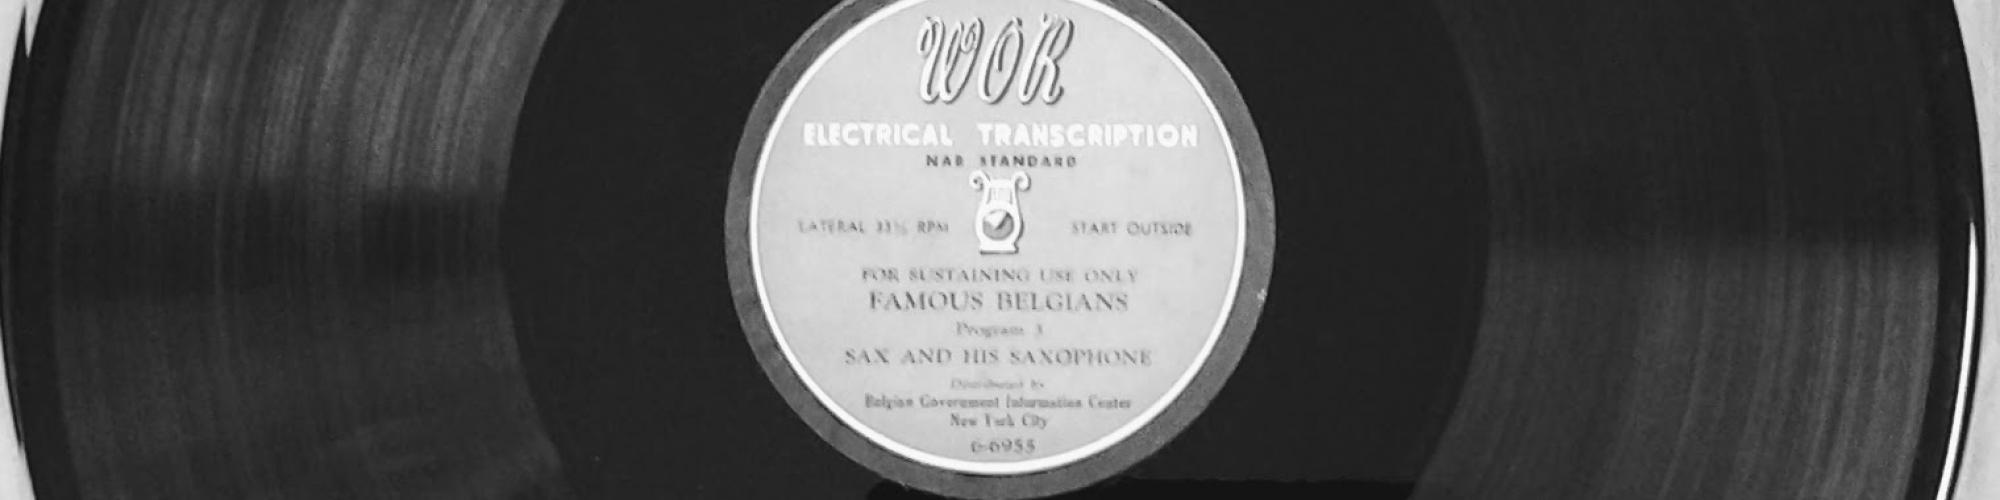 WOR
ELECTRICAL TRANSCRIPTION
NAB STANDARD
LATERAL 33⅓ RPM START OUTSIDE
FOR SUSTAINING USE ONLY
FAMOUS BELGIANS
Program 3
SAX AND HIS SAXOPHONE
Distributed by
Belgian Government Information Center
New York City
6-6955